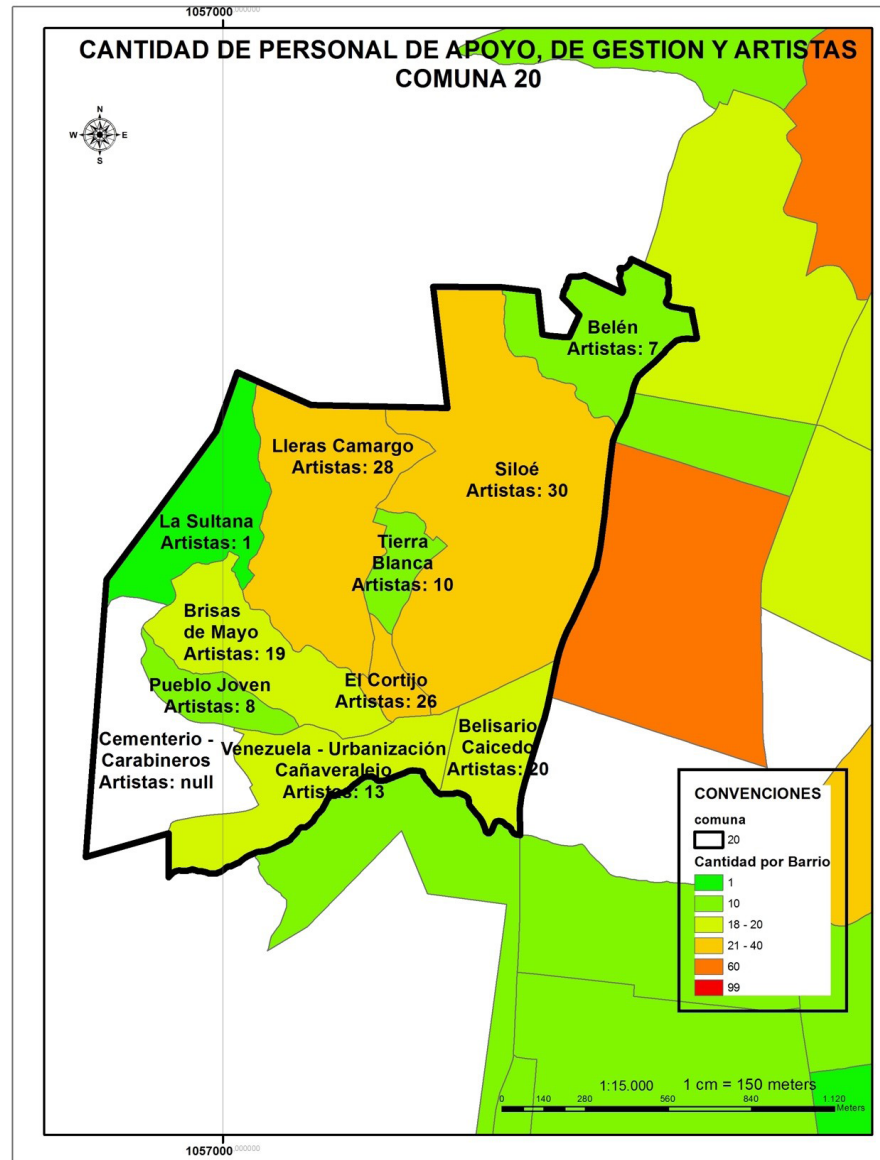 1057000,000000
CANTIDAD DE PERSONAL DE APOYO, DE GESTION Y ARTISTAS
COMUNA 20
N
W
E
S
Belén
Artistas: 7
Lleras Camargo
Artistas: 28
Siloé
Artistas: 30
La Sultana
Artistas: 1
Tierra
Blanca
Artistas: 10
Brisas
de Mayo
Artistas: 19
El Cortijo
Artistas: 26
Pueblo Joven
Artistas: 8
Cementerio -
Carabineros
Artistas: null
Venezuela - Urbanización
Cañaveralejo
Artistas: 13
Belisario
Caicedo
Artistas: 20
CONVENCIONES
comuna
20
Cantidad por Barrio
1
10
18 - 20
21 - 40
60
99
1:15.000 1 cm = 150 meters
0 140 280 560 840 1.120
Meters
1057000,000000